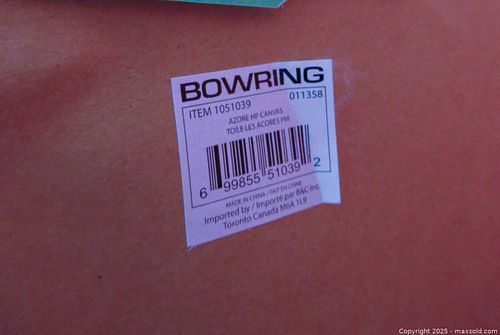 BOWRING
ITEM 1051039 011358
AZORE HP CANVAS
TOILE LES ACORES PM
6 99855 51039 2
MADE IN CHINA / FAIT EN CHINE
Imported by / Importé par B&C Inc.
Toronto Canada M6A 1L9
Copyright 2025 - maxsold.com